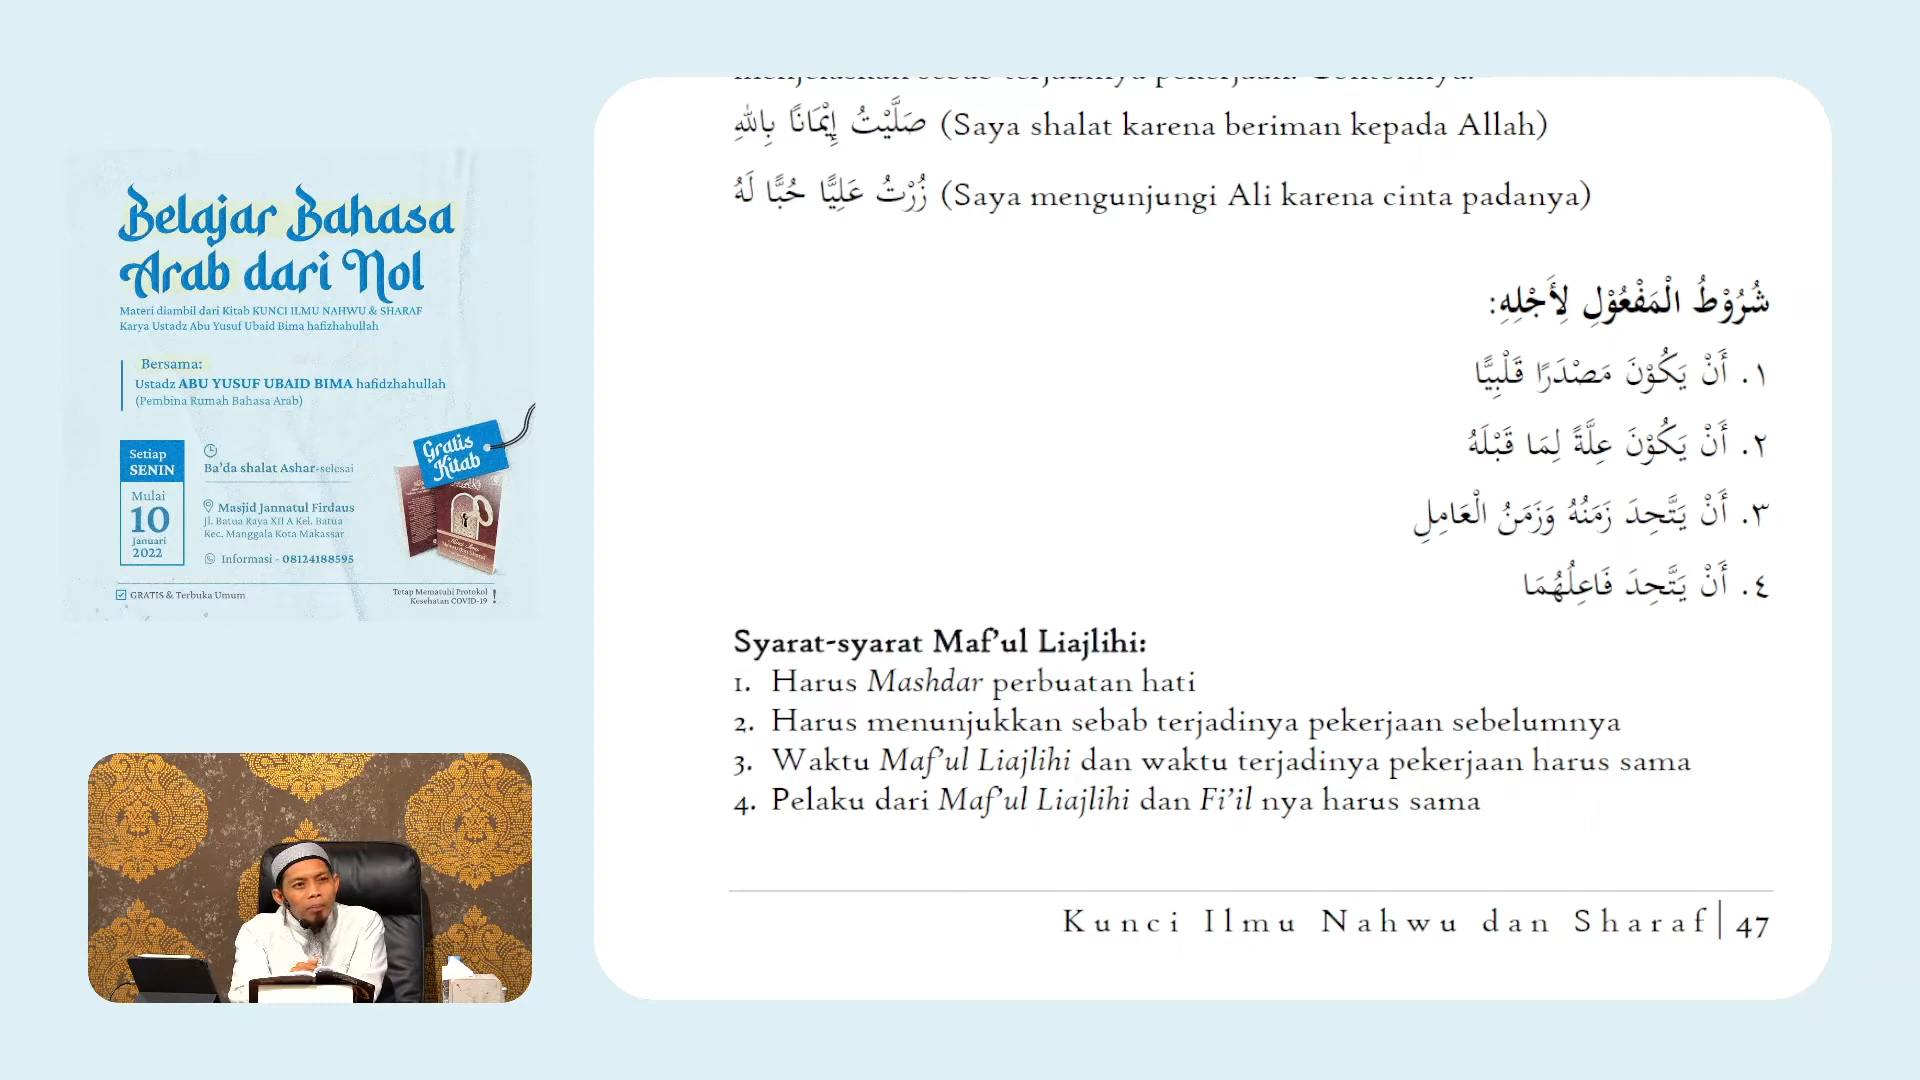 Belajar Bahasa
Arab dari Nol
Materi diambil dari Kitab KUNCI ILMU NAHWU & SHARAF
Karya Ustadz Abu Yusuf Ubaid Bima hafizhahullah
Bersama:
Ustadz ABU YUSUF UBAID BIMA hafidzhahullah
(Pembina Rumah Bahasa Arab)
Setiap
SENIN
Mulai
10
Januari
2022
Ba'da shalat Ashar-selesai
Masjid Jannatul Firdaus
Jl. Batua Raya XII A Kel. Batua
Kec. Manggala Kota Makassar
Informasi - 08124188595
Gratis
Kitab
GRATIS & Terbuka Umum
Tetap Mematuhi Protokol
Kesehatan COVID-19 !
صَلَّيْتُ إِيْمَانًا بِاللهِ (Saya shalat karena beriman kepada Allah)
زُرْتُ عَلِيًّا حُبًّا لَهُ (Saya mengunjungi Ali karena cinta padanya)
شُرُوْطُ الْمَفْعُوْلِ لِأَجْلِهِ:
١. أَنْ يَكُوْنَ مَصْدَرًا قَلْبِيًّا
٢. أَنْ يَكُوْنَ عِلَّةً لِمَا قَبْلَهُ
٣. أَنْ يَتَّحِدَ زَمَنُهُ وَزَمَنُ الْعَامِلِ
٤. أَنْ يَتَّحِدَ فَاعِلُهُمَا
Syarat-syarat Maf'ul Liajlihi:
1. Harus Mashdar perbuatan hati
2. Harus menunjukkan sebab terjadinya pekerjaan sebelumnya
3. Waktu Maf'ul Liajlihi dan waktu terjadinya pekerjaan harus sama
4. Pelaku dari Maf'ul Liajlihi dan Fi'il nya harus sama
Kunci Ilmu Nahwu dan Sharaf | 47